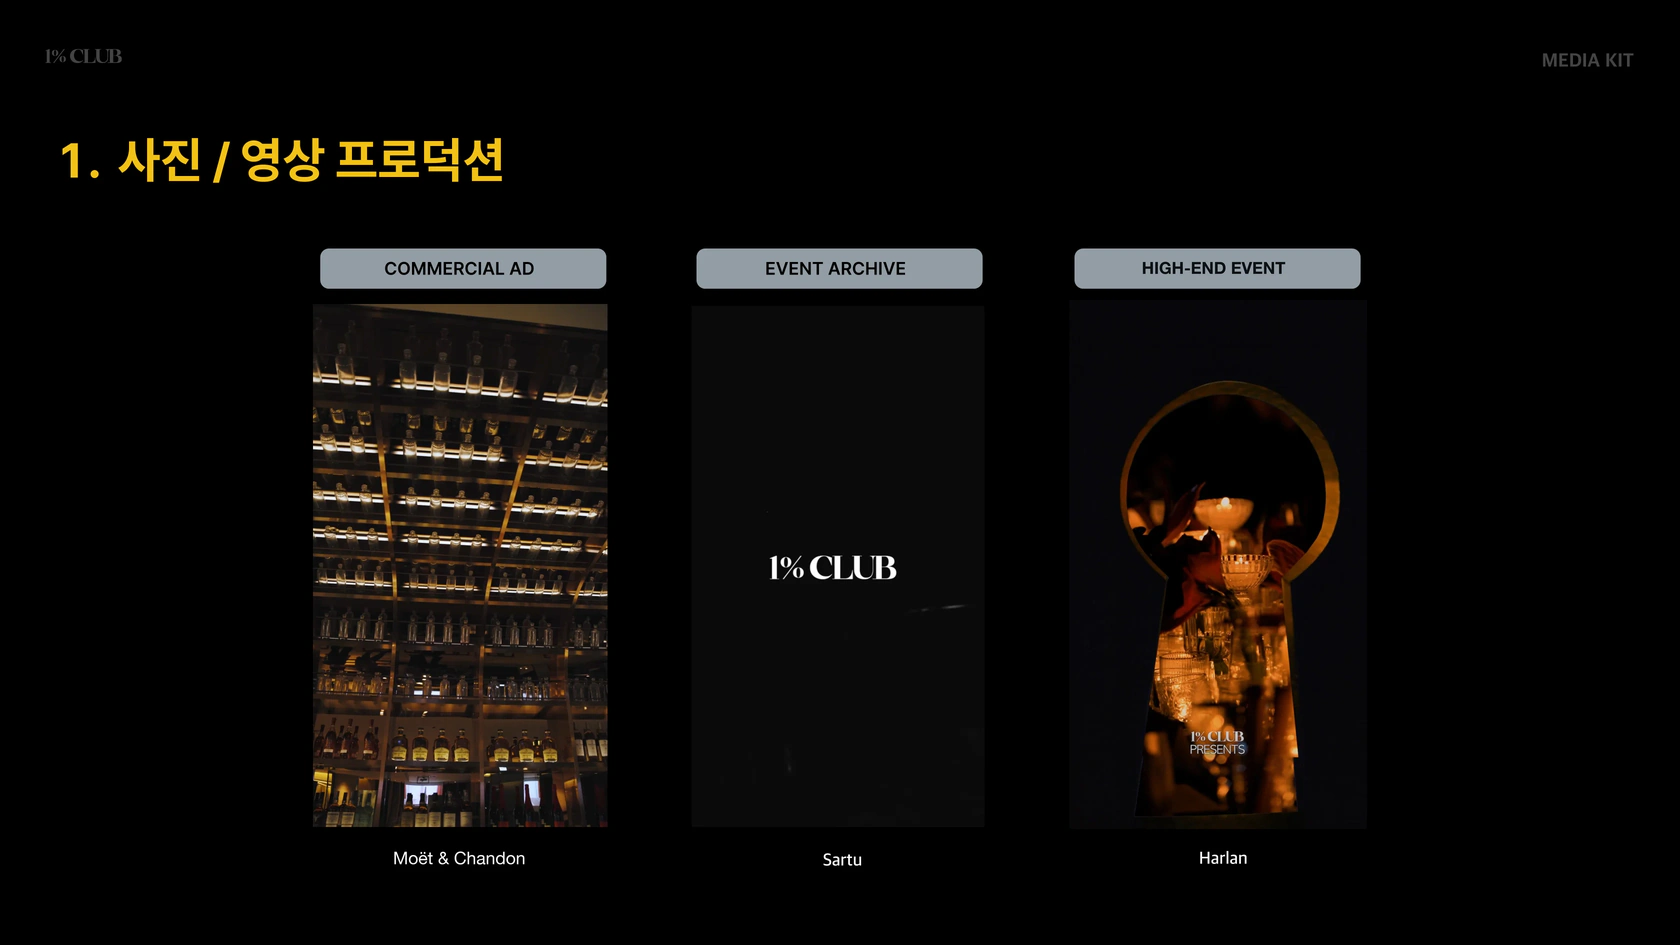 1% CLUB
MEDIA KIT
1. 사진 / 영상 프로덕션
COMMERCIAL AD
EVENT ARCHIVE
HIGH-END EVENT
1% CLUB
1% CLUB
PRESENTS
Moët & Chandon
Sartu
Harlan